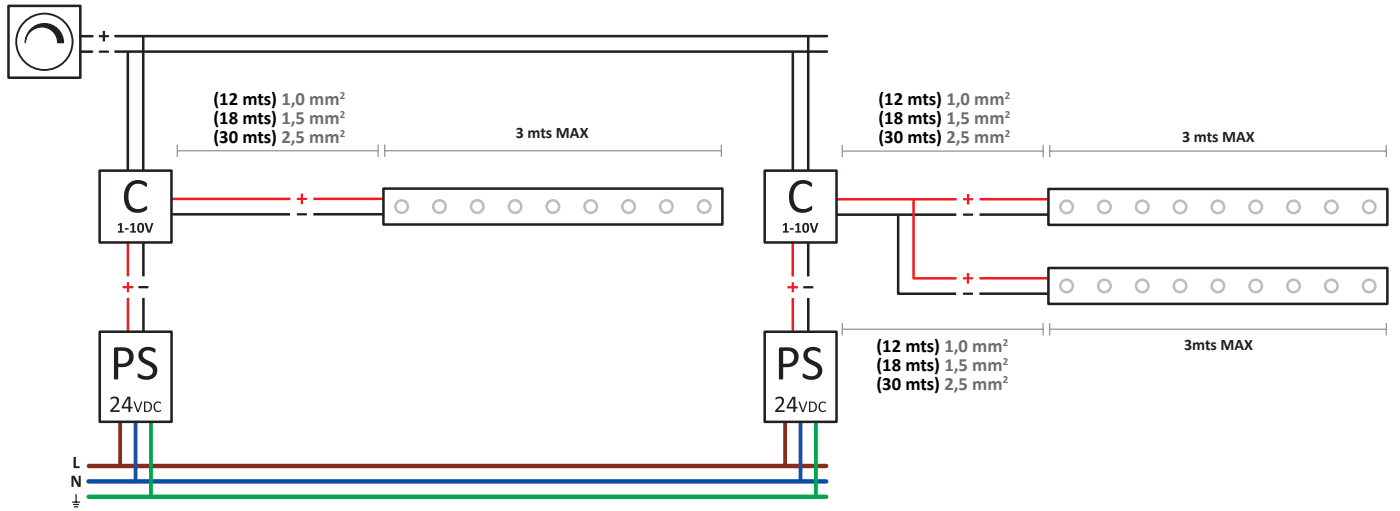 +
−
(12 mts) 1,0 mm²
(18 mts) 1,5 mm²
(30 mts) 2,5 mm²
3 mts MAX
(12 mts) 1,0 mm²
(18 mts) 1,5 mm²
(30 mts) 2,5 mm²
3 mts MAX
C
1-10V
+
−
C
1-10V
+
−
+
−
+ −
+ −
PS
24VDC
PS
24VDC
(12 mts) 1,0 mm²
(18 mts) 1,5 mm²
(30 mts) 2,5 mm²
3mts MAX
L
N